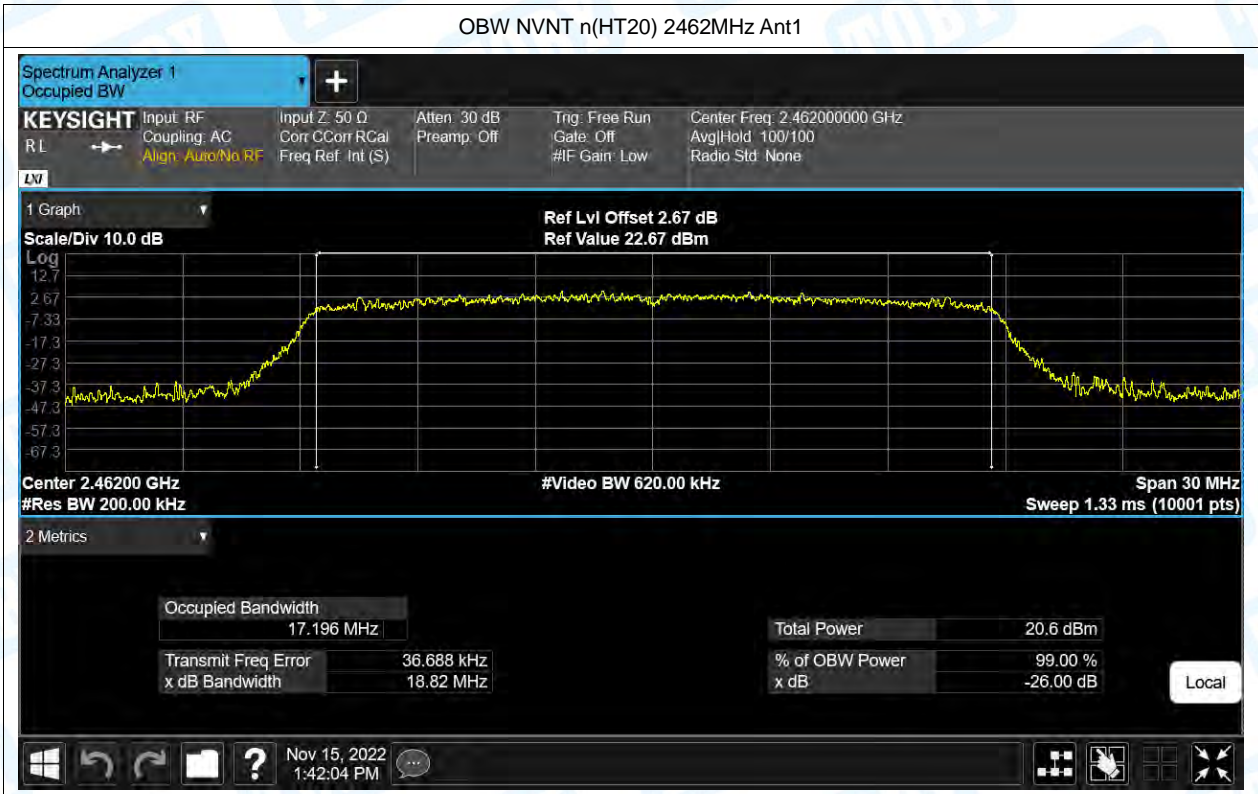 OBW NVNT n(HT20) 2462MHz Ant1
Spectrum Analyzer 1
Occupied BW
KEYSIGHT
RL
LXI
Input: RF
Coupling: AC
Align: Auto/No RF
Input Z: 50 Ω
Corr CCorr RCal
Freq Ref: Int (S)
Atten: 30 dB
Preamp: Off
Trig: Free Run
Gate: Off
#IF Gain: Low
Center Freq: 2.462000000 GHz
Avg|Hold: 100/100
Radio Std: None
1 Graph
Scale/Div 10.0 dB
Ref Lvl Offset 2.67 dB
Ref Value 22.67 dBm
Log
12.7
2.67
-7.33
-17.3
-27.3
-37.3
-47.3
-57.3
-67.3
Center 2.46200 GHz
#Video BW 620.00 kHz
Span 30 MHz
#Res BW 200.00 kHz
Sweep 1.33 ms (10001 pts)
2 Metrics
Occupied Bandwidth
17.196 MHz
Total Power 20.6 dBm
Transmit Freq Error 36.688 kHz
% of OBW Power 99.00 %
x dB Bandwidth 18.82 MHz
x dB -26.00 dB
Local
?
Nov 15, 2022
1:42:04 PM